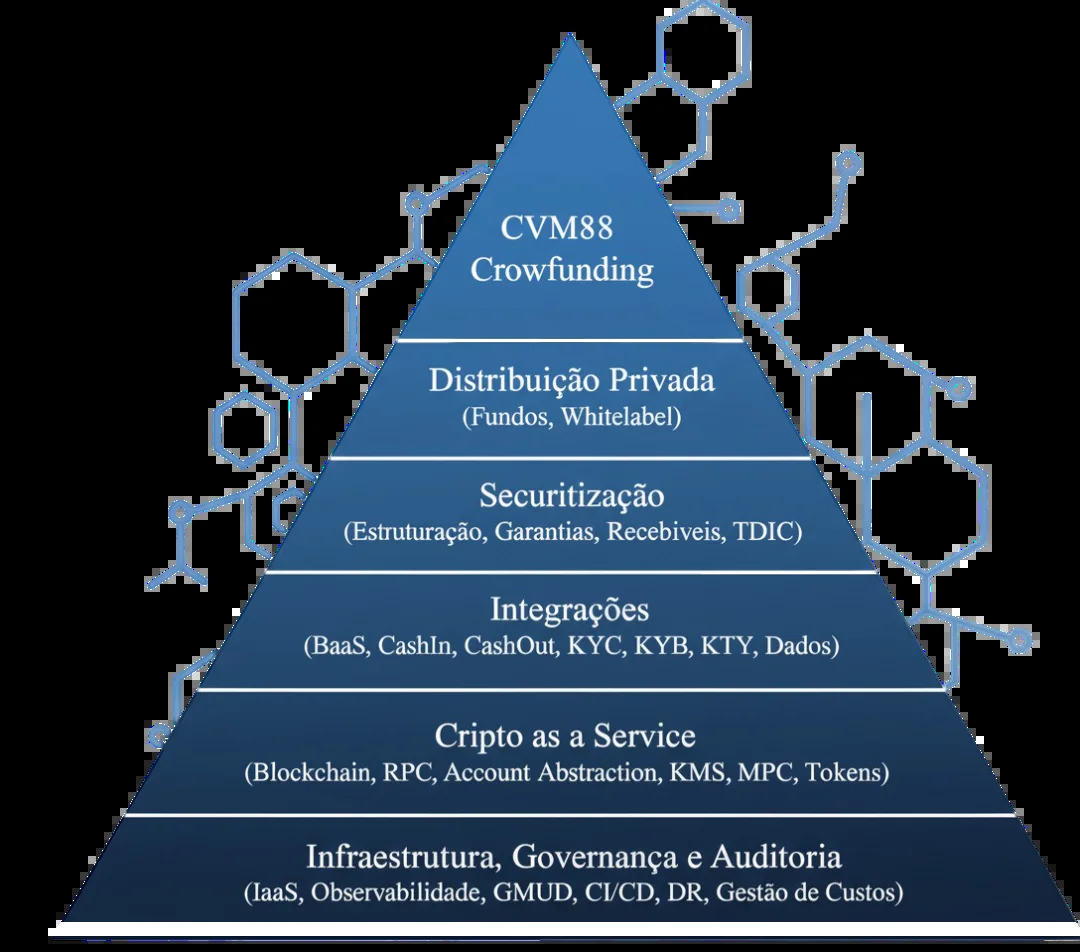 CVM88
Crowfunding
Distribuição Privada
(Fundos, Whitelabel)
Securitização
(Estruturação, Garantias, Recebiveis, TDIC)
Integrações
(BaaS, CashIn, CashOut, KYC, KYB, KTY, Dados)
Cripto as a Service
(Blockchain, RPC, Account Abstraction, KMS, MPC, Tokens)
Infraestrutura, Governança e Auditoria
(IaaS, Observabilidade, GMUD, CI/CD, DR, Gestão de Custos)